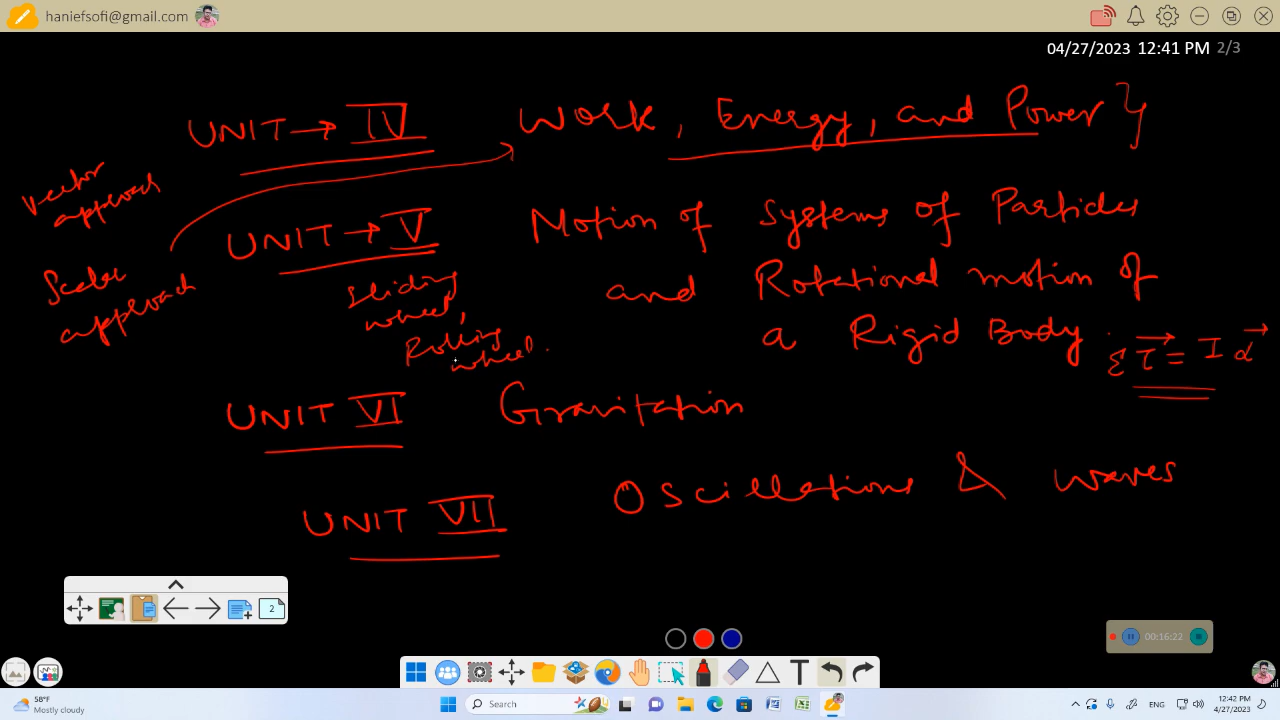 haniefsofi@gmail.com
04/27/2023 12:41 PM 2/3
UNIT → IV Work, Energy, and Power }
Vector
approach
UNIT → V Motion of Systems of Particles
and Rotational motion of
a Rigid Body. Στ = Iα
Scalar
approach
Sliding
wheel,
Rolling
wheel.
UNIT VI Gravitation
UNIT VII Oscillations & waves
2
00:16:22
T
58°F
Mostly cloudy
Search
ENG
12:42 PM
4/27/2023